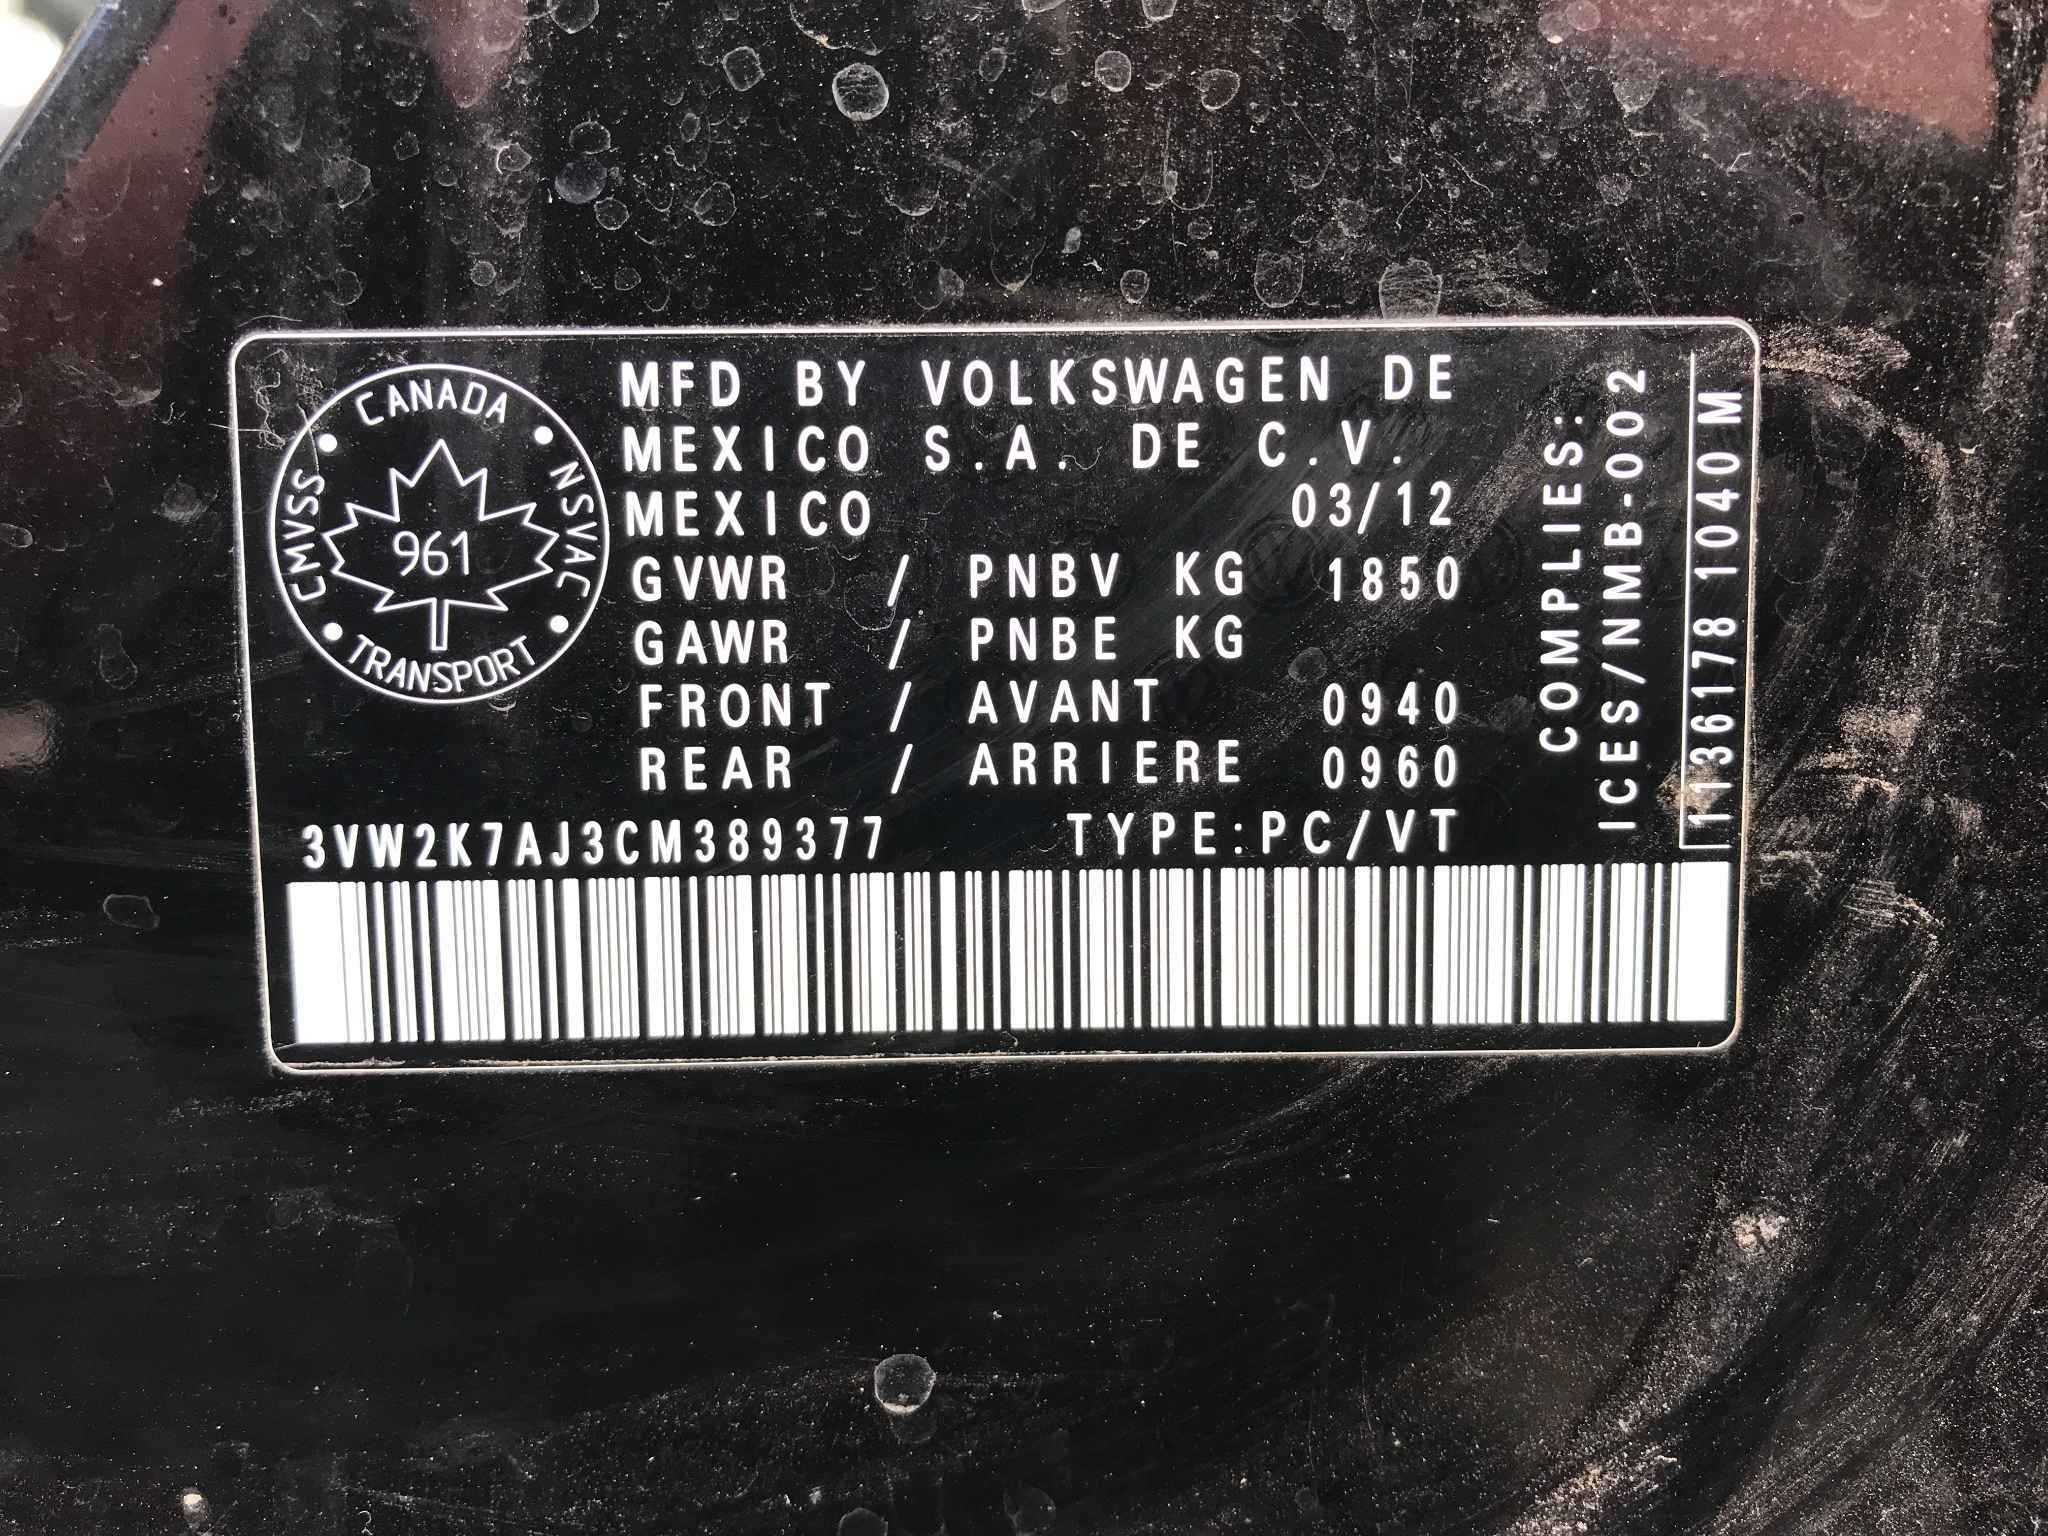 CANADA
CMVSS
NSVAC
961
TRANSPORT
MFD BY VOLKSWAGEN DE
MEXICO S.A. DE C.V.
MEXICO 03/12
GVWR / PNBV KG 1850
GAWR / PNBE KG
FRONT / AVANT 0940
REAR / ARRIERE 0960
3VW2K7AJ3CM389377 TYPE:PC/VT
COMPLIES:
ICES/NMB-002
1136178 1040M